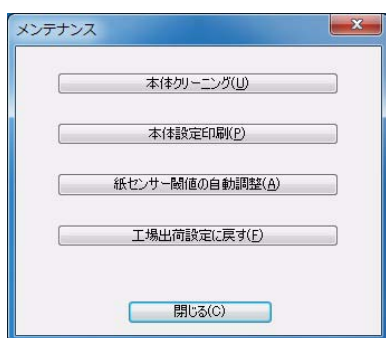 メンテナンス
本体クリーニング(U)
本体設定印刷(P)
紙センサー閾値の自動調整(A)
工場出荷設定に戻す(F)
閉じる(C)